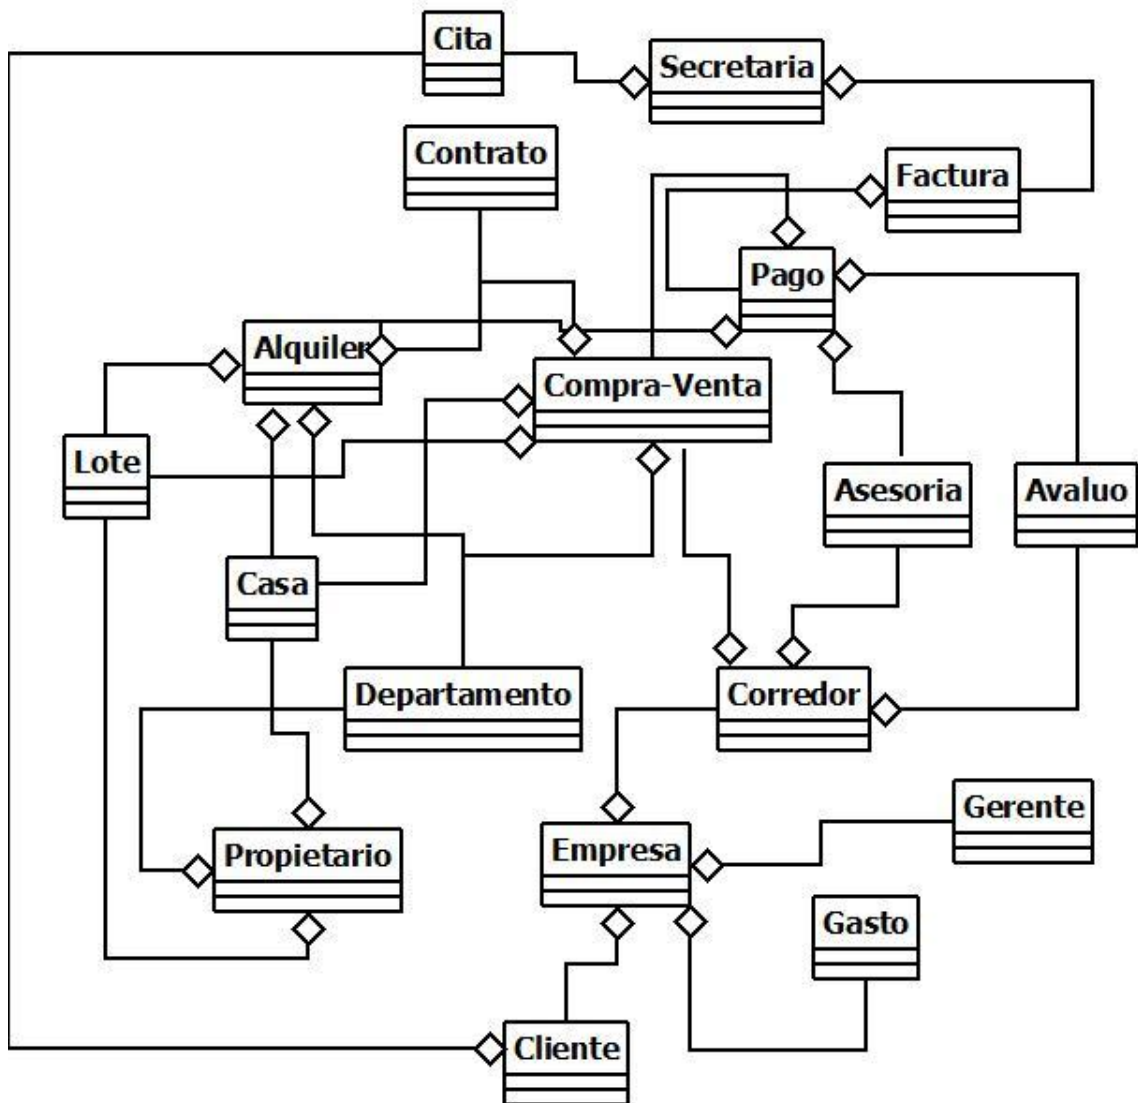 Cita
Secretaria
Contrato
Factura
Pago
Alquiler
Compra-Venta
Lote
Asesoria
Avaluo
Casa
Departamento
Corredor
Gerente
Propietario
Empresa
Gasto
Cliente